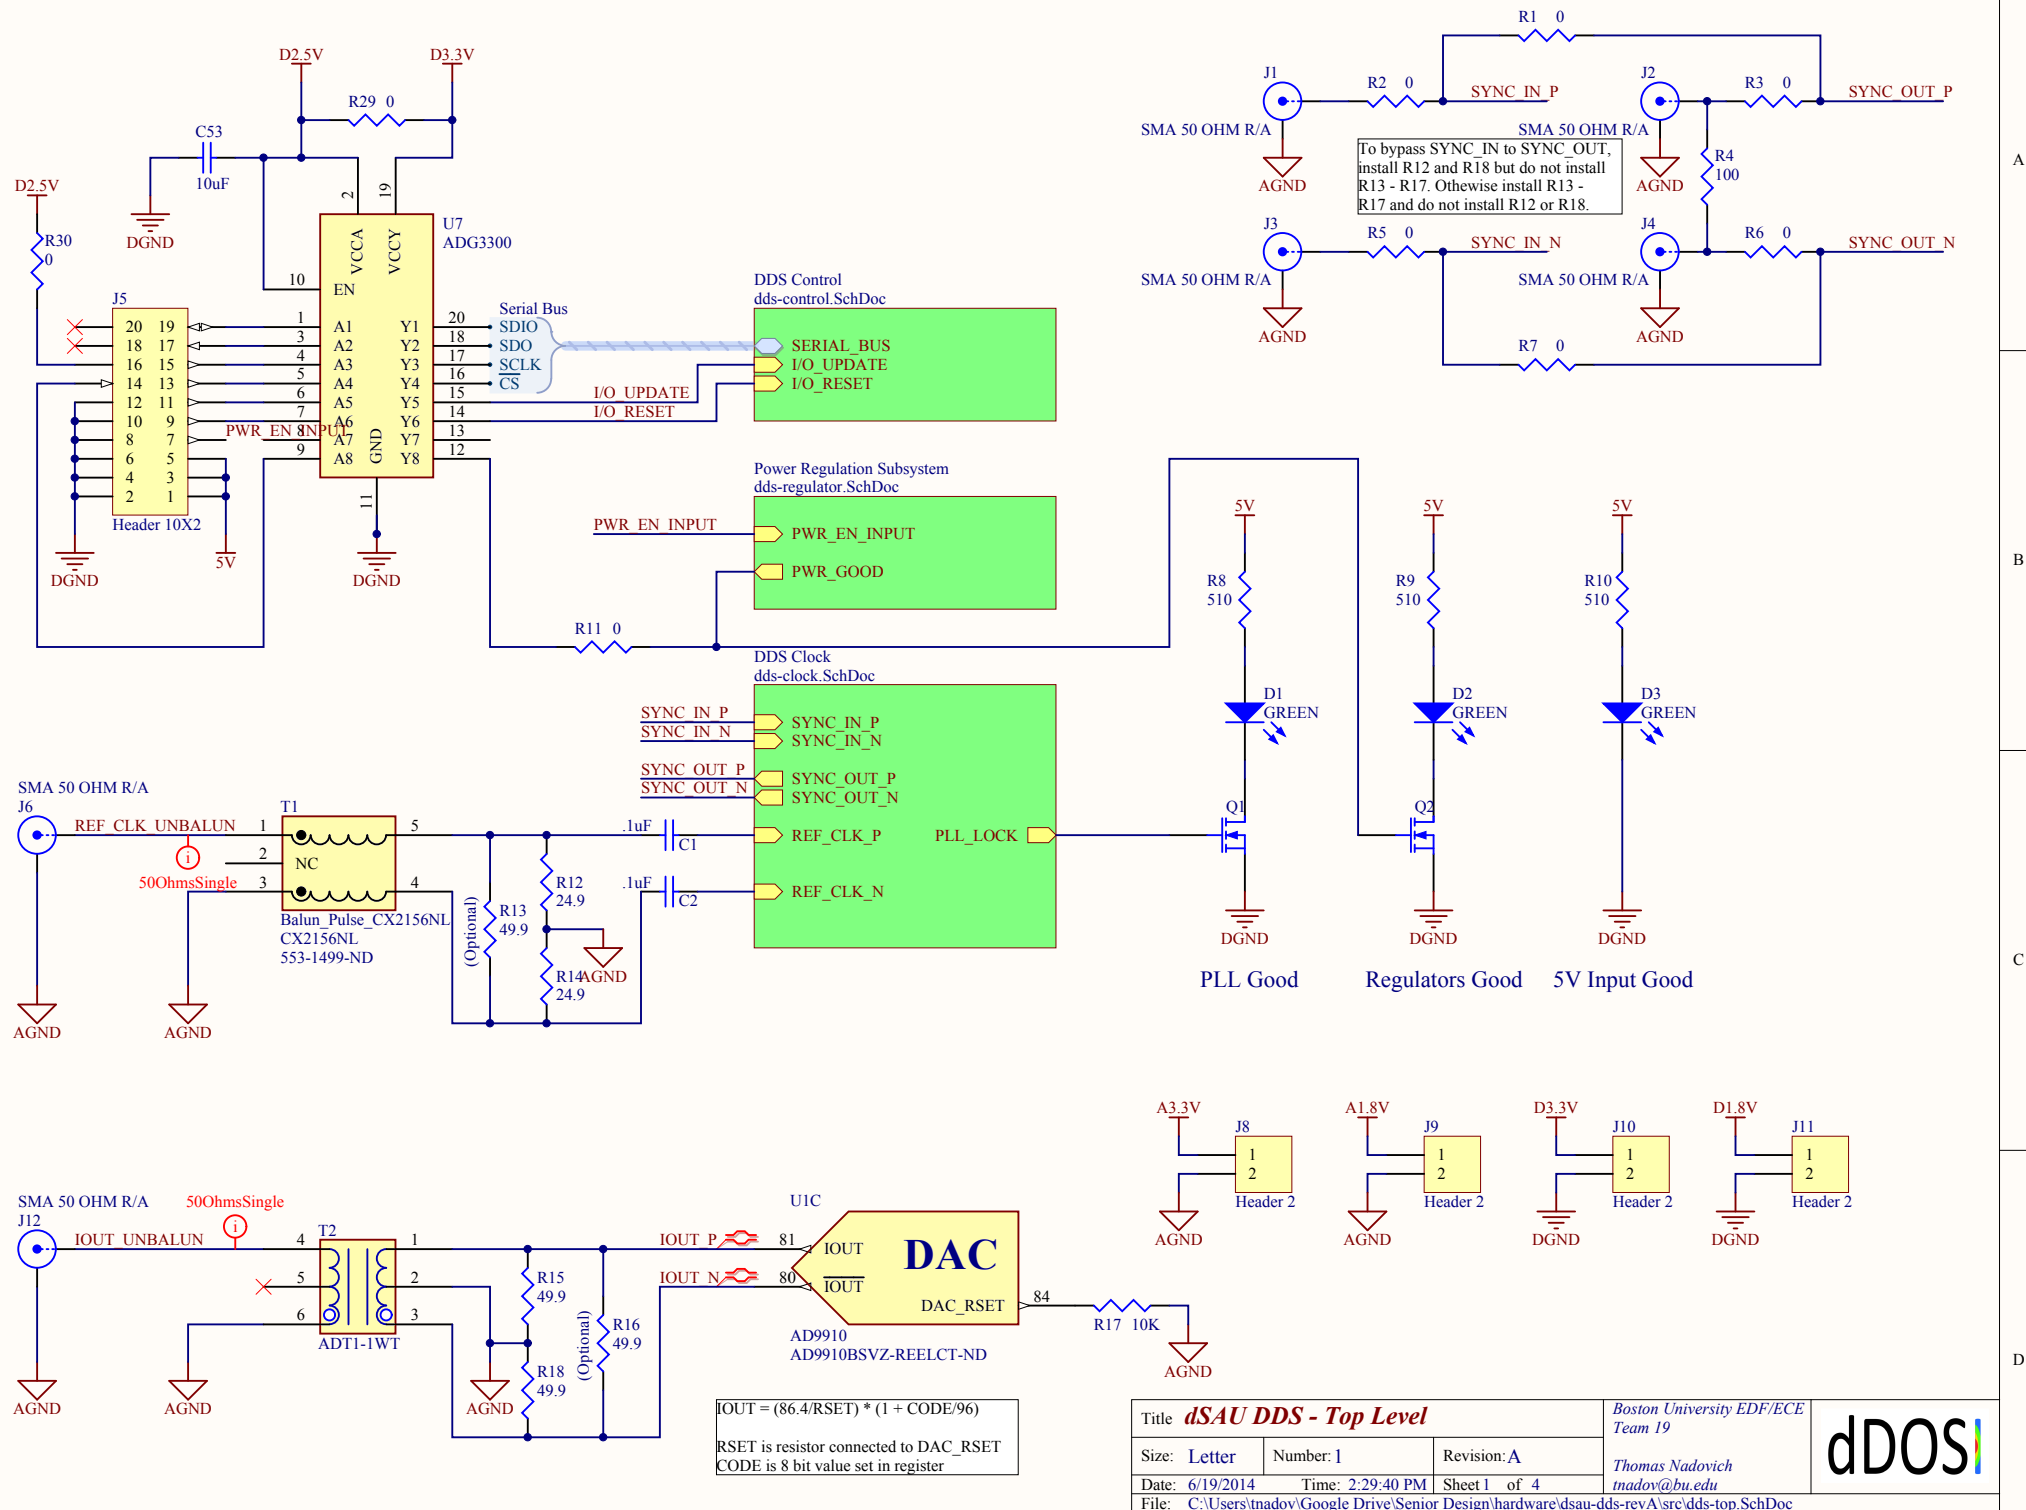 D2.5V
D3.3V
R29 0
C53
10uF
DGND
D2.5V
R30
0
2
19
VCCA
VCCY
U7
ADG3300
10
EN
J5
20 19
18 17
16 15
14 13
12 11
10 9
8 7
6 5
4 3
2 1
Header 10X2
DGND
5V
PWR_EN_INPUT
1 A1 Y1 20
3 A2 Y2 18
4 A3 Y3 17
5 A4 Y4 16
6 A5 Y5 15
7 A6 Y6 14
8 A7 Y7 13
9 A8 Y8 12
GND
11
DGND
Serial Bus
SDIO
SDO
SCLK
CS
I/O_UPDATE
I/O_RESET
DDS Control
dds-control.SchDoc
SERIAL_BUS
I/O_UPDATE
I/O_RESET
Power Regulation Subsystem
dds-regulator.SchDoc
PWR_EN_INPUT
PWR_EN_INPUT
PWR_GOOD
R11 0
R1 0
J1
R2 0
SYNC_IN_P
SMA 50 OHM R/A
AGND
J2
R3 0
SYNC_OUT_P
SMA 50 OHM R/A
AGND
R4
100
To bypass SYNC_IN to SYNC_OUT,
install R12 and R18 but do not install
R13 - R17. Othewise install R13 -
R17 and do not install R12 or R18.
J3
R5 0
SYNC_IN_N
SMA 50 OHM R/A
AGND
J4
R6 0
SYNC_OUT_N
SMA 50 OHM R/A
AGND
R7 0
A
B
C
D
5V
R8
510
D1
GREEN
Q1
DGND
PLL Good
5V
R9
510
D2
GREEN
Q2
DGND
Regulators Good
5V
R10
510
D3
GREEN
DGND
5V Input Good
DDS Clock
dds-clock.SchDoc
SYNC_IN_P
SYNC_IN_N
SYNC_OUT_P
SYNC_OUT_N
SYNC_IN_P
SYNC_IN_N
SYNC_OUT_P
SYNC_OUT_N
REF_CLK_P
PLL_LOCK
REF_CLK_N
SMA 50 OHM R/A
J6
REF_CLK_UNBALUN
i
50OhmsSingle
AGND
AGND
T1
1
2
3
NC
5
4
Balun_Pulse_CX2156NL
CX2156NL
553-1499-ND
(Optional)
R13
49.9
R12
24.9
R14
24.9
AGND
.1uF
C1
.1uF
C2
SMA 50 OHM R/A
J12
IOUT_UNBALUN
50OhmsSingle
i
AGND
AGND
T2
4
5
6
1
2
3
ADT1-1WT
AGND
R15
49.9
R18
49.9
(Optional)
R16
49.9
IOUT_P
IOUT_N
81
80
U1C
IOUT
IOUT
DAC
DAC_RSET
84
R17 10K
AGND
AD9910
AD9910BSVZ-REELCT-ND
IOUT = (86.4/RSET) * (1 + CODE/96)
RSET is resistor connected to DAC_RSET
CODE is 8 bit value set in register
A3.3V
J8
1
2
Header 2
AGND
A1.8V
J9
1
2
Header 2
AGND
D3.3V
J10
1
2
Header 2
DGND
D1.8V
J11
1
2
Header 2
DGND
Title dSAU DDS - Top Level
Size: Letter
Number: 1
Revision: A
Date: 6/19/2014
Time: 2:29:40 PM
Sheet 1 of 4
File: C:\Users\tnadov\Google Drive\Senior Design\hardware\dsau-dds-revA\src\dds-top.SchDoc
Boston University EDF/ECE
Team 19
Thomas Nadovich
tnadov@bu.edu
dDOS